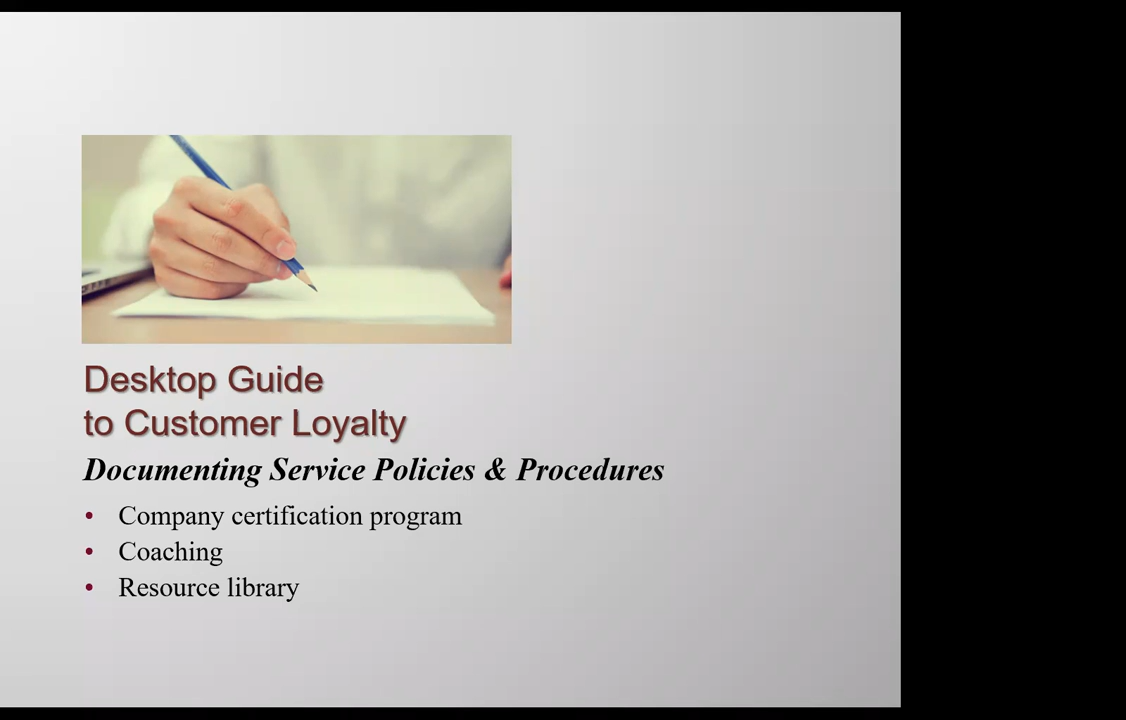 Desktop Guide
to Customer Loyalty
Documenting Service Policies & Procedures
• Company certification program
• Coaching
• Resource library